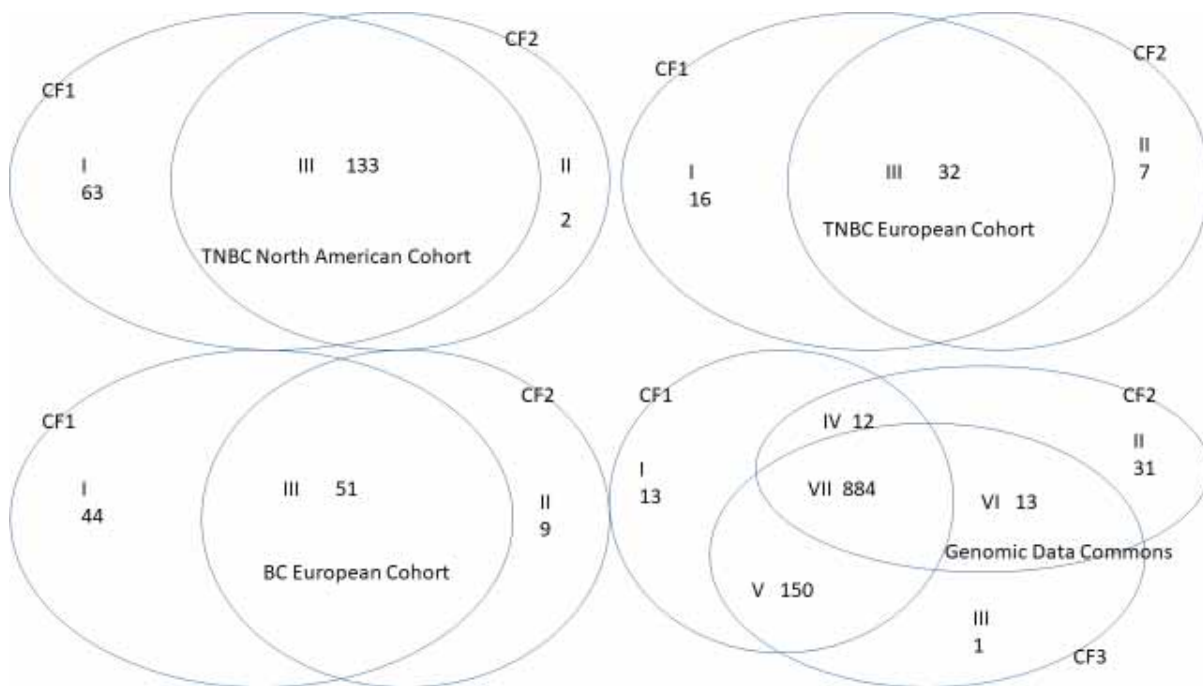 CF1
CF2
I
63
III 133
II
2
TNBC North American Cohort
CF1
CF2
I
16
III 32
II
7
TNBC European Cohort
CF1
CF2
I
44
III 51
II
9
BC European Cohort
CF1
CF2
IV 12
I
13
II
31
VII 884
VI 13
Genomic Data Commons
V 150
III
1
CF3